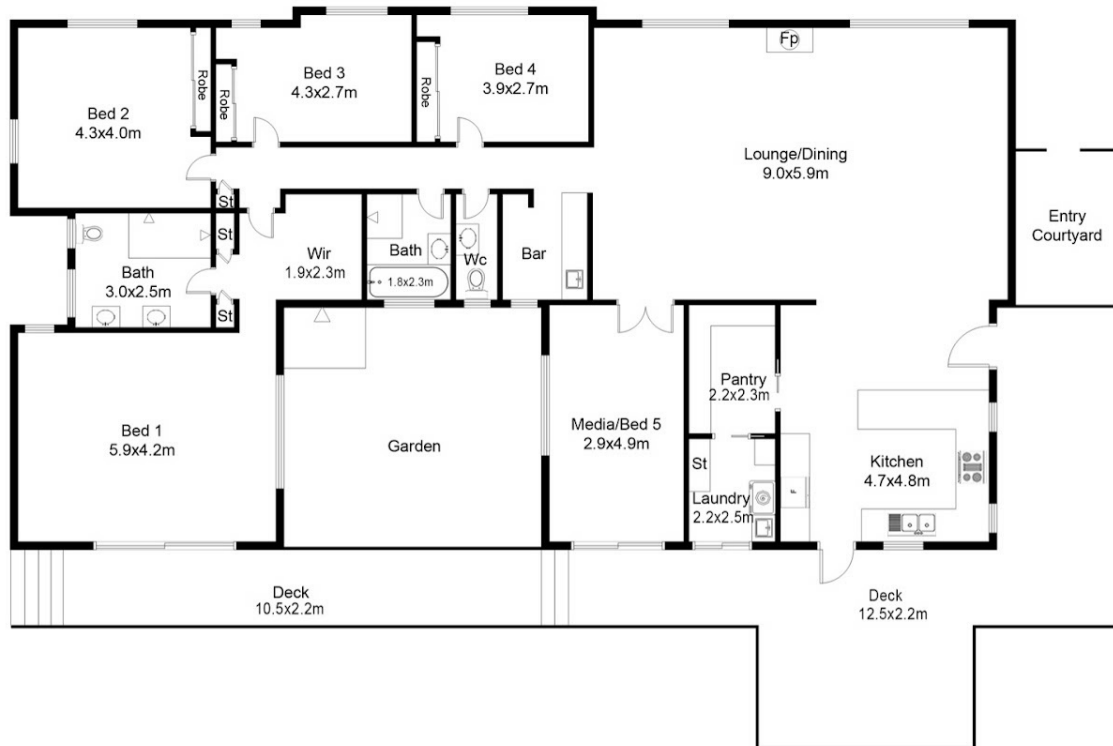 Fp
Bed 2
4.3x4.0m
Robe
Bed 3
4.3x2.7m
Robe
Bed 4
3.9x2.7m
Robe
Lounge/Dining
9.0x5.9m
Entry
Courtyard
St
St
St
Bath
3.0x2.5m
Wir
1.9x2.3m
Bath
1.8x2.3m
Wc
Bar
Bed 1
5.9x4.2m
Garden
Media/Bed 5
2.9x4.9m
Pantry
2.2x2.3m
St
Laundry
2.2x2.5m
F
Kitchen
4.7x4.8m
Deck
10.5x2.2m
Deck
12.5x2.2m